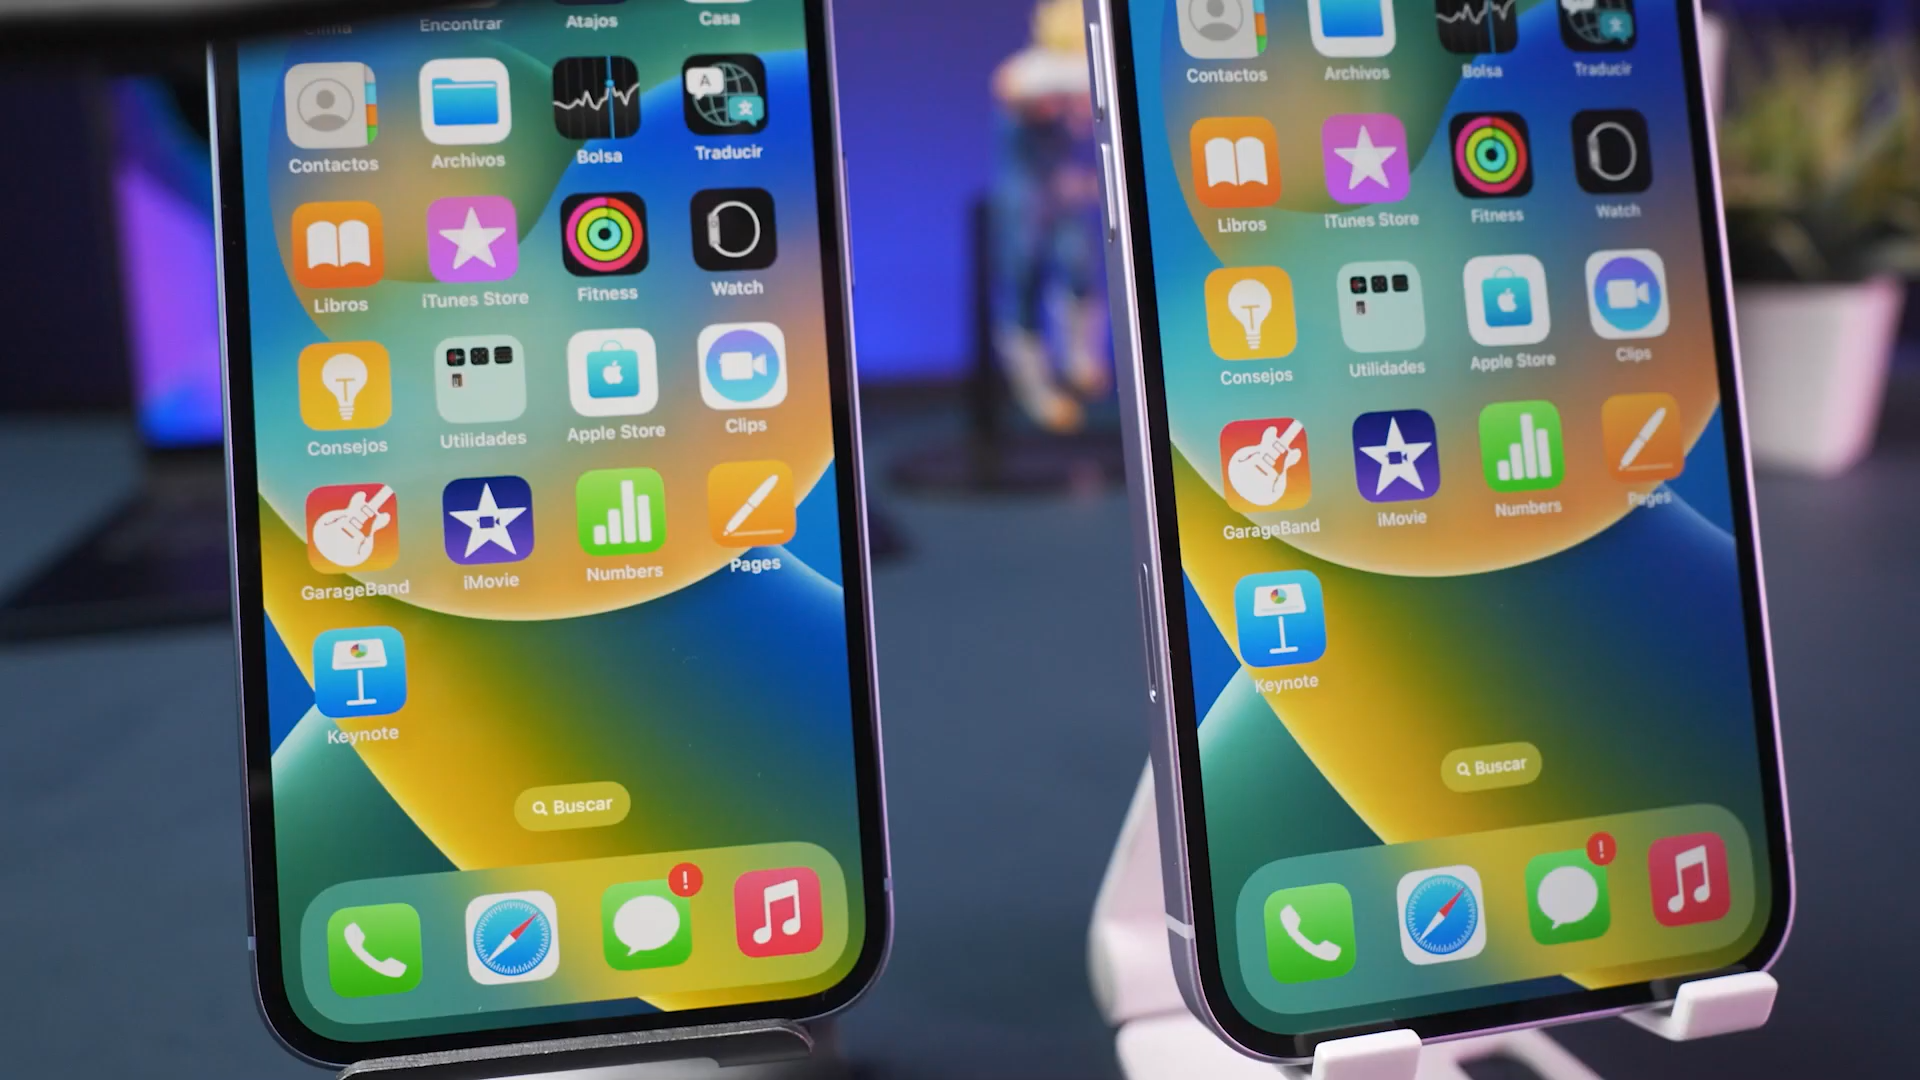 Clima
Encontrar
Atajos
Casa
Contactos
Archivos
Bolsa
Traducir
Libros
iTunes Store
Fitness
Watch
Consejos
Utilidades
Apple Store
Clips
GarageBand
iMovie
Numbers
Pages
Keynote
Buscar
Contactos
Archivos
Bolsa
Traducir
Libros
iTunes Store
Fitness
Watch
Consejos
Utilidades
Apple Store
Clips
GarageBand
iMovie
Numbers
Pages
Keynote
Buscar